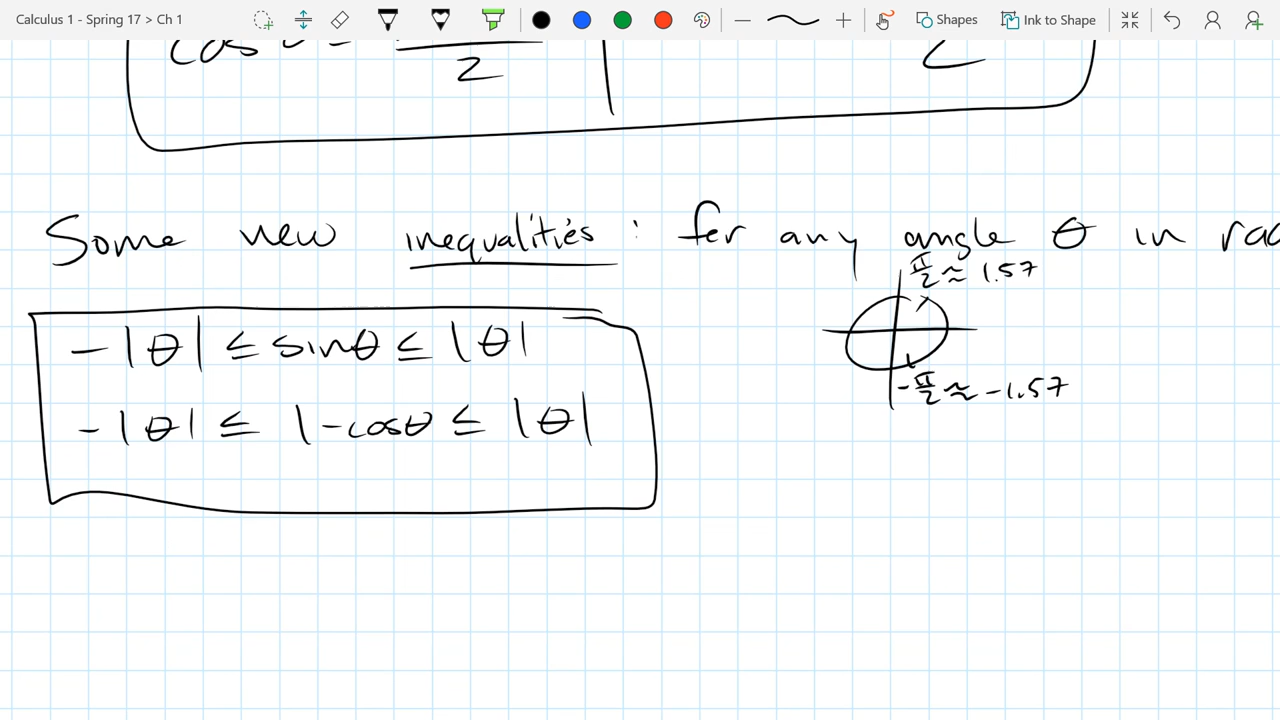 Calculus 1 - Spring 17 > Ch 1
Shapes
Ink to Shape
2
Some new inequalities : for any angle θ in rad
π/2 ≈ 1.57
-|θ| ≤ sinθ ≤ |θ|
-π/2 ≈ -1.57
-|θ| ≤ 1-cosθ ≤ |θ|